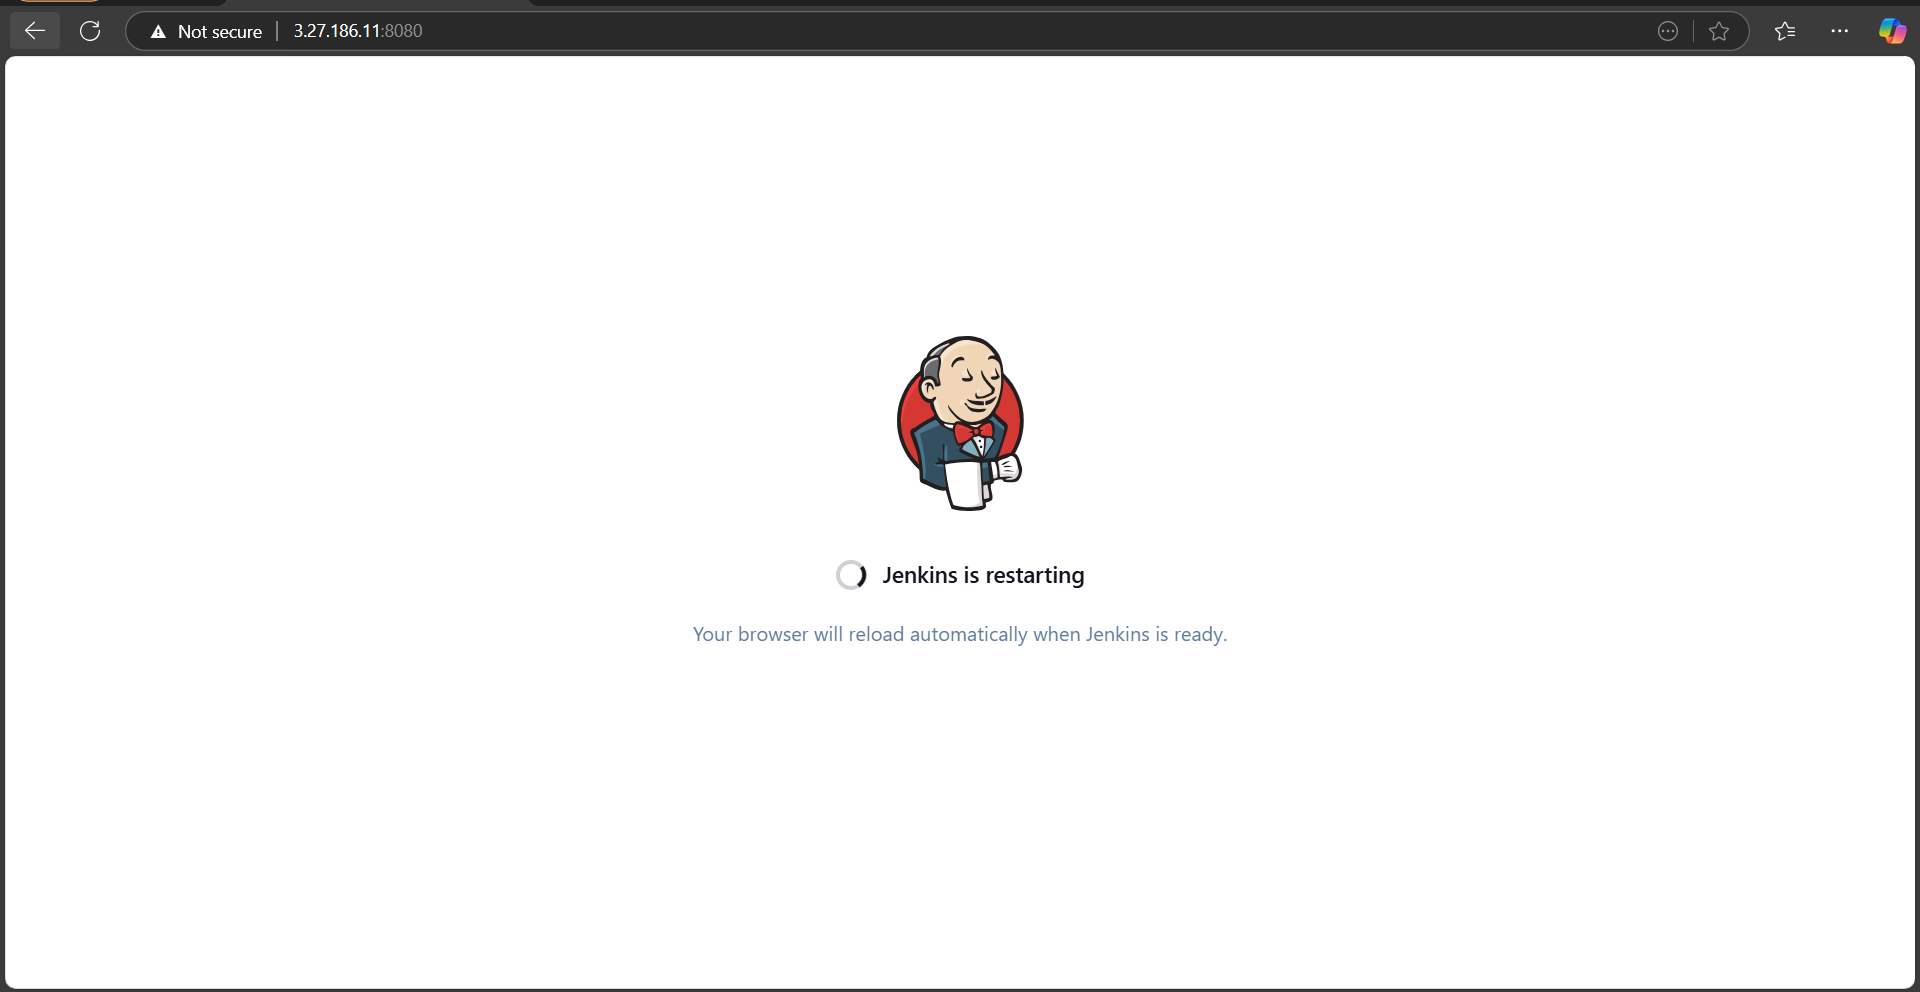 Not secure
3.27.186.11:8080
Jenkins is restarting
Your browser will reload automatically when Jenkins is ready.